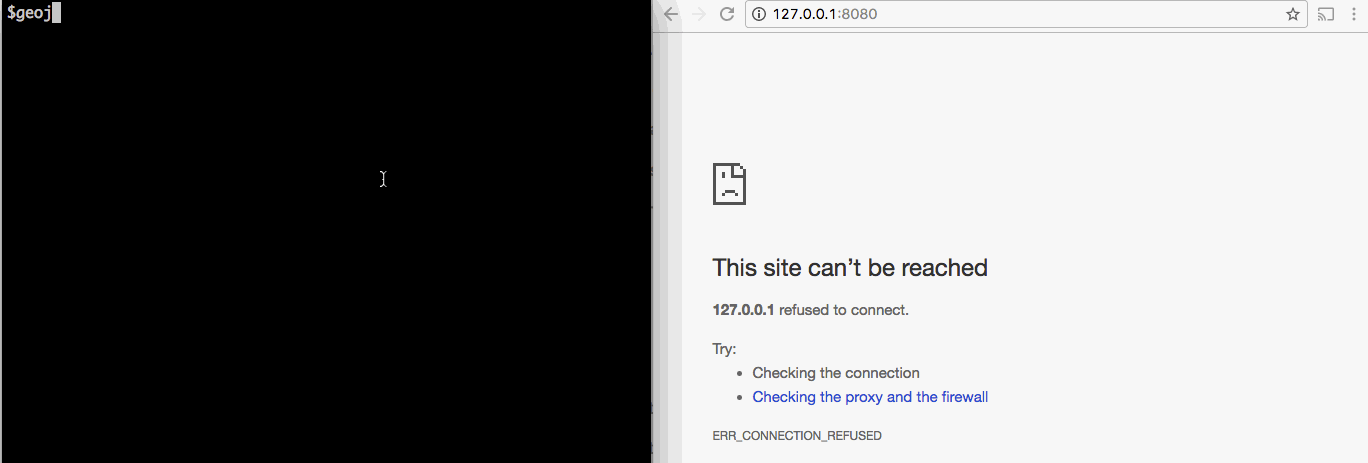 $geoj
127.0.0.1:8080
This site can’t be reached
127.0.0.1 refused to connect.
Try:
• Checking the connection
• Checking the proxy and the firewall
ERR_CONNECTION_REFUSED